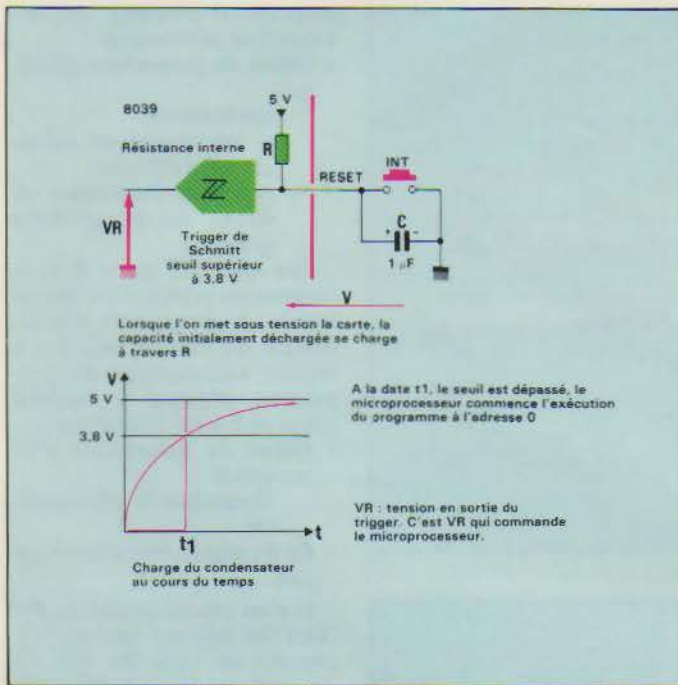 8039
5 V
Résistance interne
R
RESET
INT
VR
C
+ -
1 µF
Trigger de
Schmitt
seuil supérieur
à 3.8 V
V
Lorsque l'on met sous tension la carte, la
capacité initialement déchargée se charge
à travers R
V
5 V
3.8 V
t1
t
Charge du condensateur
au cours du temps
A la date t1, le seuil est dépassé, le
microprocesseur commence l'exécution
du programme à l'adresse 0
VR : tension en sortie du
trigger. C'est VR qui commande
le microprocesseur.